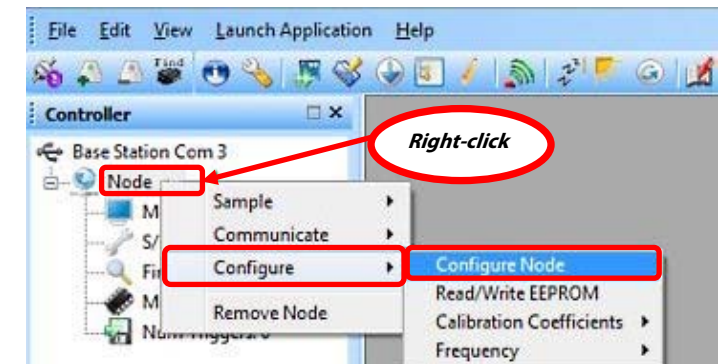 File Edit View Launch Application Help
Find
Controller
Right-click
Base Station Com 3
Node
Sample
Communicate
Configure
Remove Node
Configure Node
Read/Write EEPROM
Calibration Coefficients
Frequency